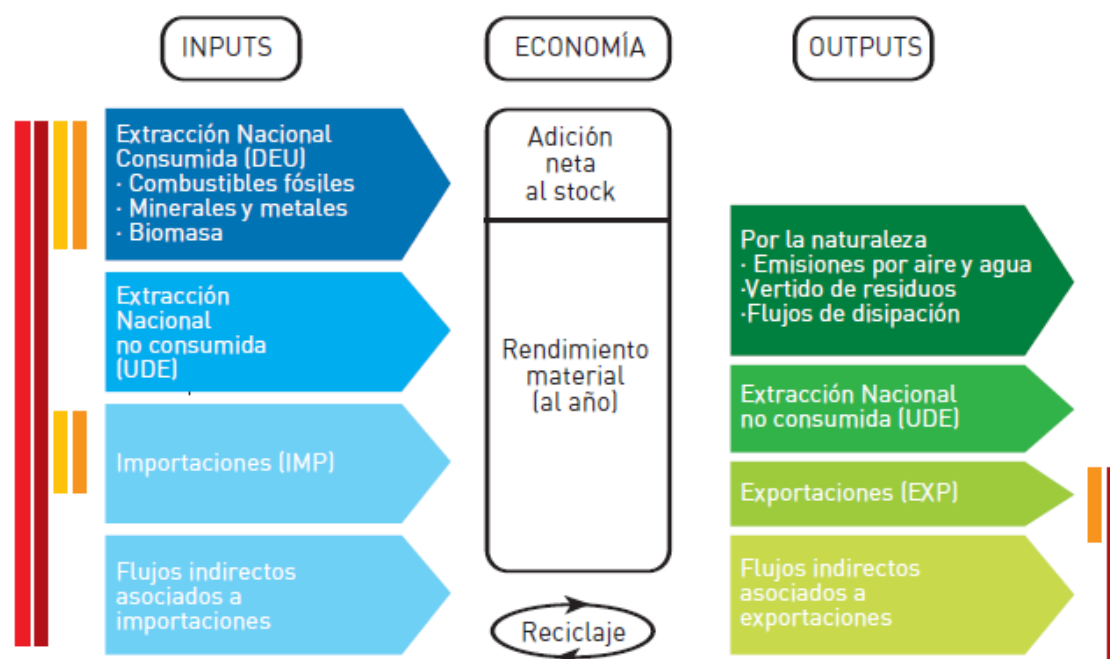 INPUTS
ECONOMÍA
OUTPUTS
Extracción Nacional
Consumida (DEU)
· Combustibles fósiles
· Minerales y metales
· Biomasa
Extracción
Nacional
no consumida
(UDE)
Importaciones (IMP)
Flujos indirectos
asociados a
importaciones
Adición
neta
al stock
Rendimiento
material
(al año)
Reciclaje
Por la naturaleza
· Emisiones por aire y agua
·Vertido de residuos
·Flujos de disipación
Extracción Nacional
no consumida (UDE)
Exportaciones (EXP)
Flujos indirectos
asociados a
exportaciones